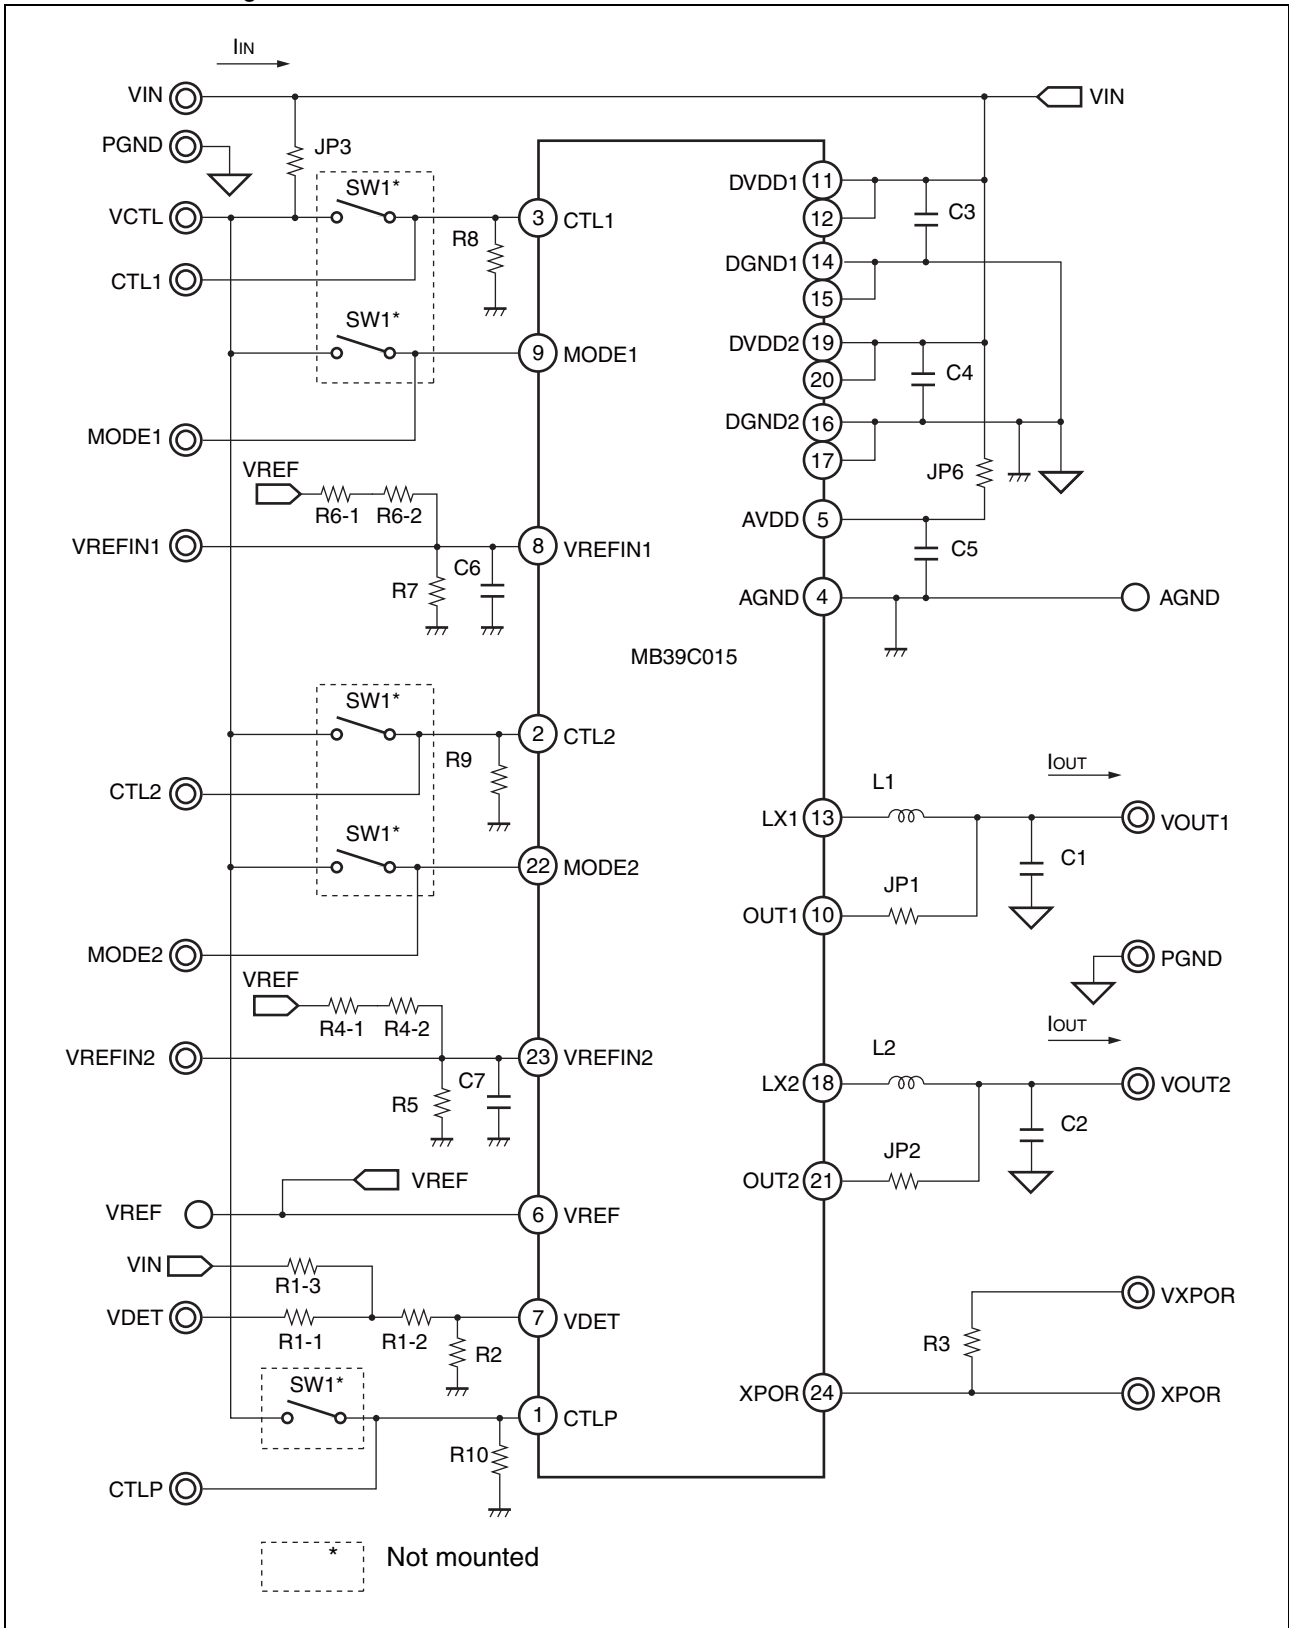 IIN
VIN
VIN
PGND
JP3
VCTL
SW1*
3
CTL1
R8
CTL1
SW1*
9
MODE1
MODE1
VREF
R6-1
R6-2
VREFIN1
8
VREFIN1
R7
C6
DVDD1
11
12
C3
DGND1
14
15
DVDD2
19
20
C4
DGND2
16
17
JP6
AVDD
5
C5
AGND
4
AGND
MB39C015
SW1*
2
CTL2
R9
CTL2
SW1*
22
MODE2
MODE2
VREF
R4-1
R4-2
VREFIN2
23
VREFIN2
R5
C7
IOUT
L1
LX1
13
VOUT1
C1
JP1
OUT1
10
PGND
IOUT
L2
LX2
18
VOUT2
C2
JP2
OUT2
21
VREF
VREF
6
VREF
VIN
R1-3
VDET
R1-1
R1-2
7
VDET
R2
SW1*
1
CTLP
R10
CTLP
VXPOR
R3
XPOR
24
XPOR
* Not mounted